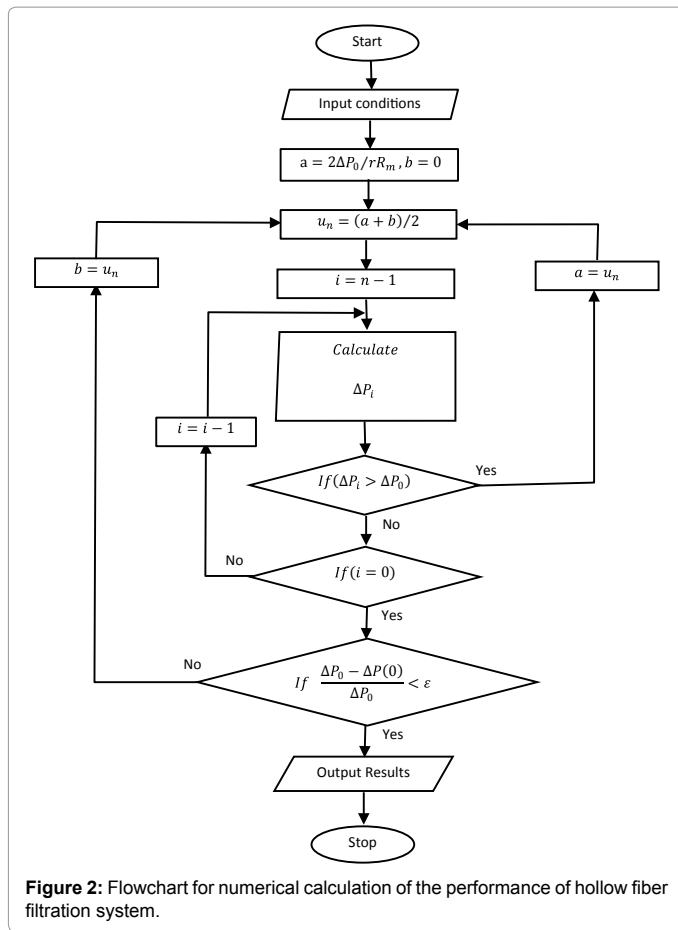 Start
Input conditions
a = 2ΔP₀/rRₘ, b = 0
uₙ = (a + b)/2
b = uₙ
a = uₙ
i = n − 1
Calculate
ΔPᵢ
i = i − 1
If(ΔPᵢ > ΔP₀)
Yes
No
If(i = 0)
No
Yes
If (ΔP₀ − ΔP(0))/ΔP₀ < ε
No
Yes
Output Results
Stop
Figure 2: Flowchart for numerical calculation of the performance of hollow fiber
filtration system.